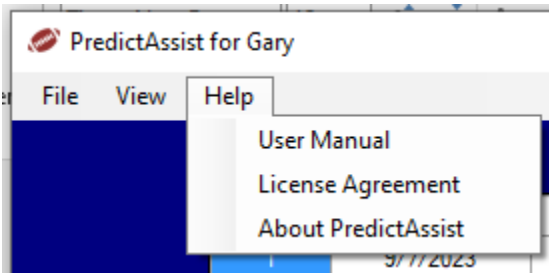 PredictAssist for Gary
File View Help
User Manual
License Agreement
About PredictAssist
9/7/2023